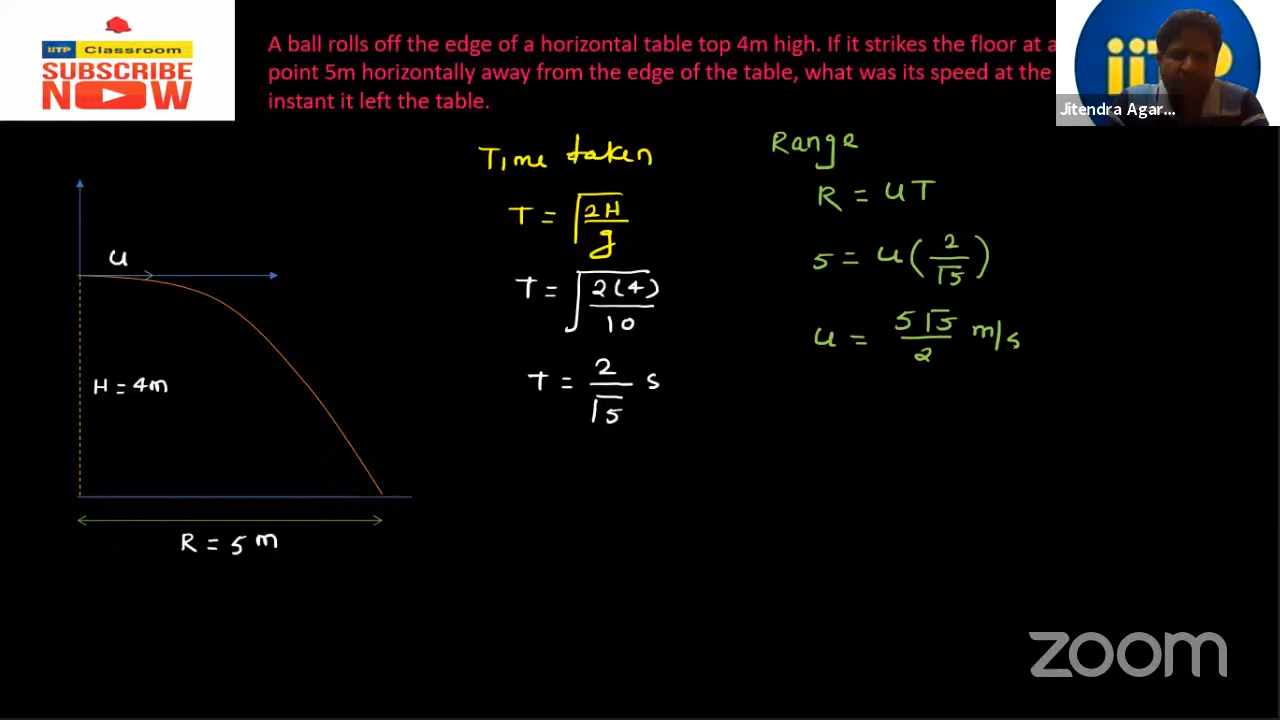 IITP Classroom
SUBSCRIBE
NOW
A ball rolls off the edge of a horizontal table top 4m high. If it strikes the floor at a
point 5m horizontally away from the edge of the table, what was its speed at the
instant it left the table.
iiTP
Jitendra Agar...
u
H = 4m
R = 5 m
Time taken
T = √(2H/g)
T = √(2(4)/10)
T = 2/√5 s
Range
R = uT
5 = u(2/√5)
u = 5√5/2 m/s
zoom